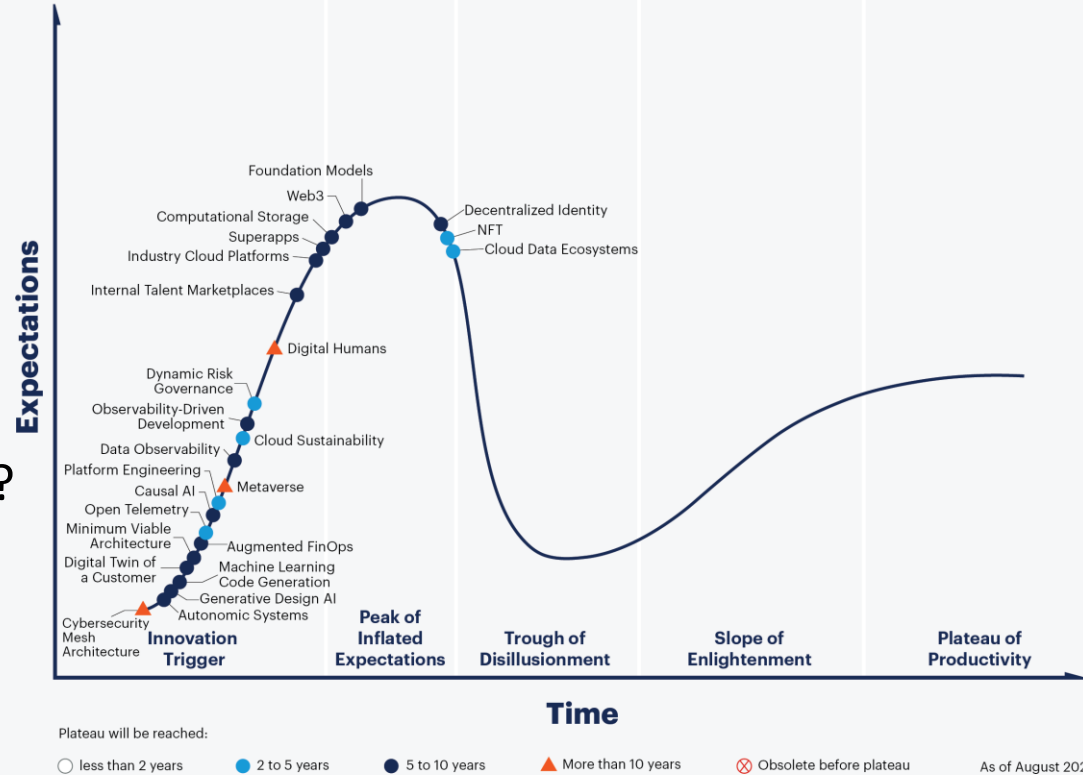 Expectations
?
Foundation Models
Web3
Computational Storage
Superapps
Industry Cloud Platforms
Internal Talent Marketplaces
Decentralized Identity
NFT
Cloud Data Ecosystems
Digital Humans
Dynamic Risk
Governance
Observability-Driven
Development
Cloud Sustainability
Data Observability
Platform Engineering
Metaverse
Causal AI
Open Telemetry
Minimum Viable
Architecture
Augmented FinOps
Digital Twin of
a Customer
Machine Learning
Code Generation
Generative Design AI
Autonomic Systems
Cybersecurity
Mesh
Architecture
Innovation
Trigger
Peak of
Inflated
Expectations
Trough of
Disillusionment
Slope of
Enlightenment
Plateau of
Productivity
Time
Plateau will be reached:
less than 2 years
2 to 5 years
5 to 10 years
More than 10 years
Obsolete before plateau
As of August